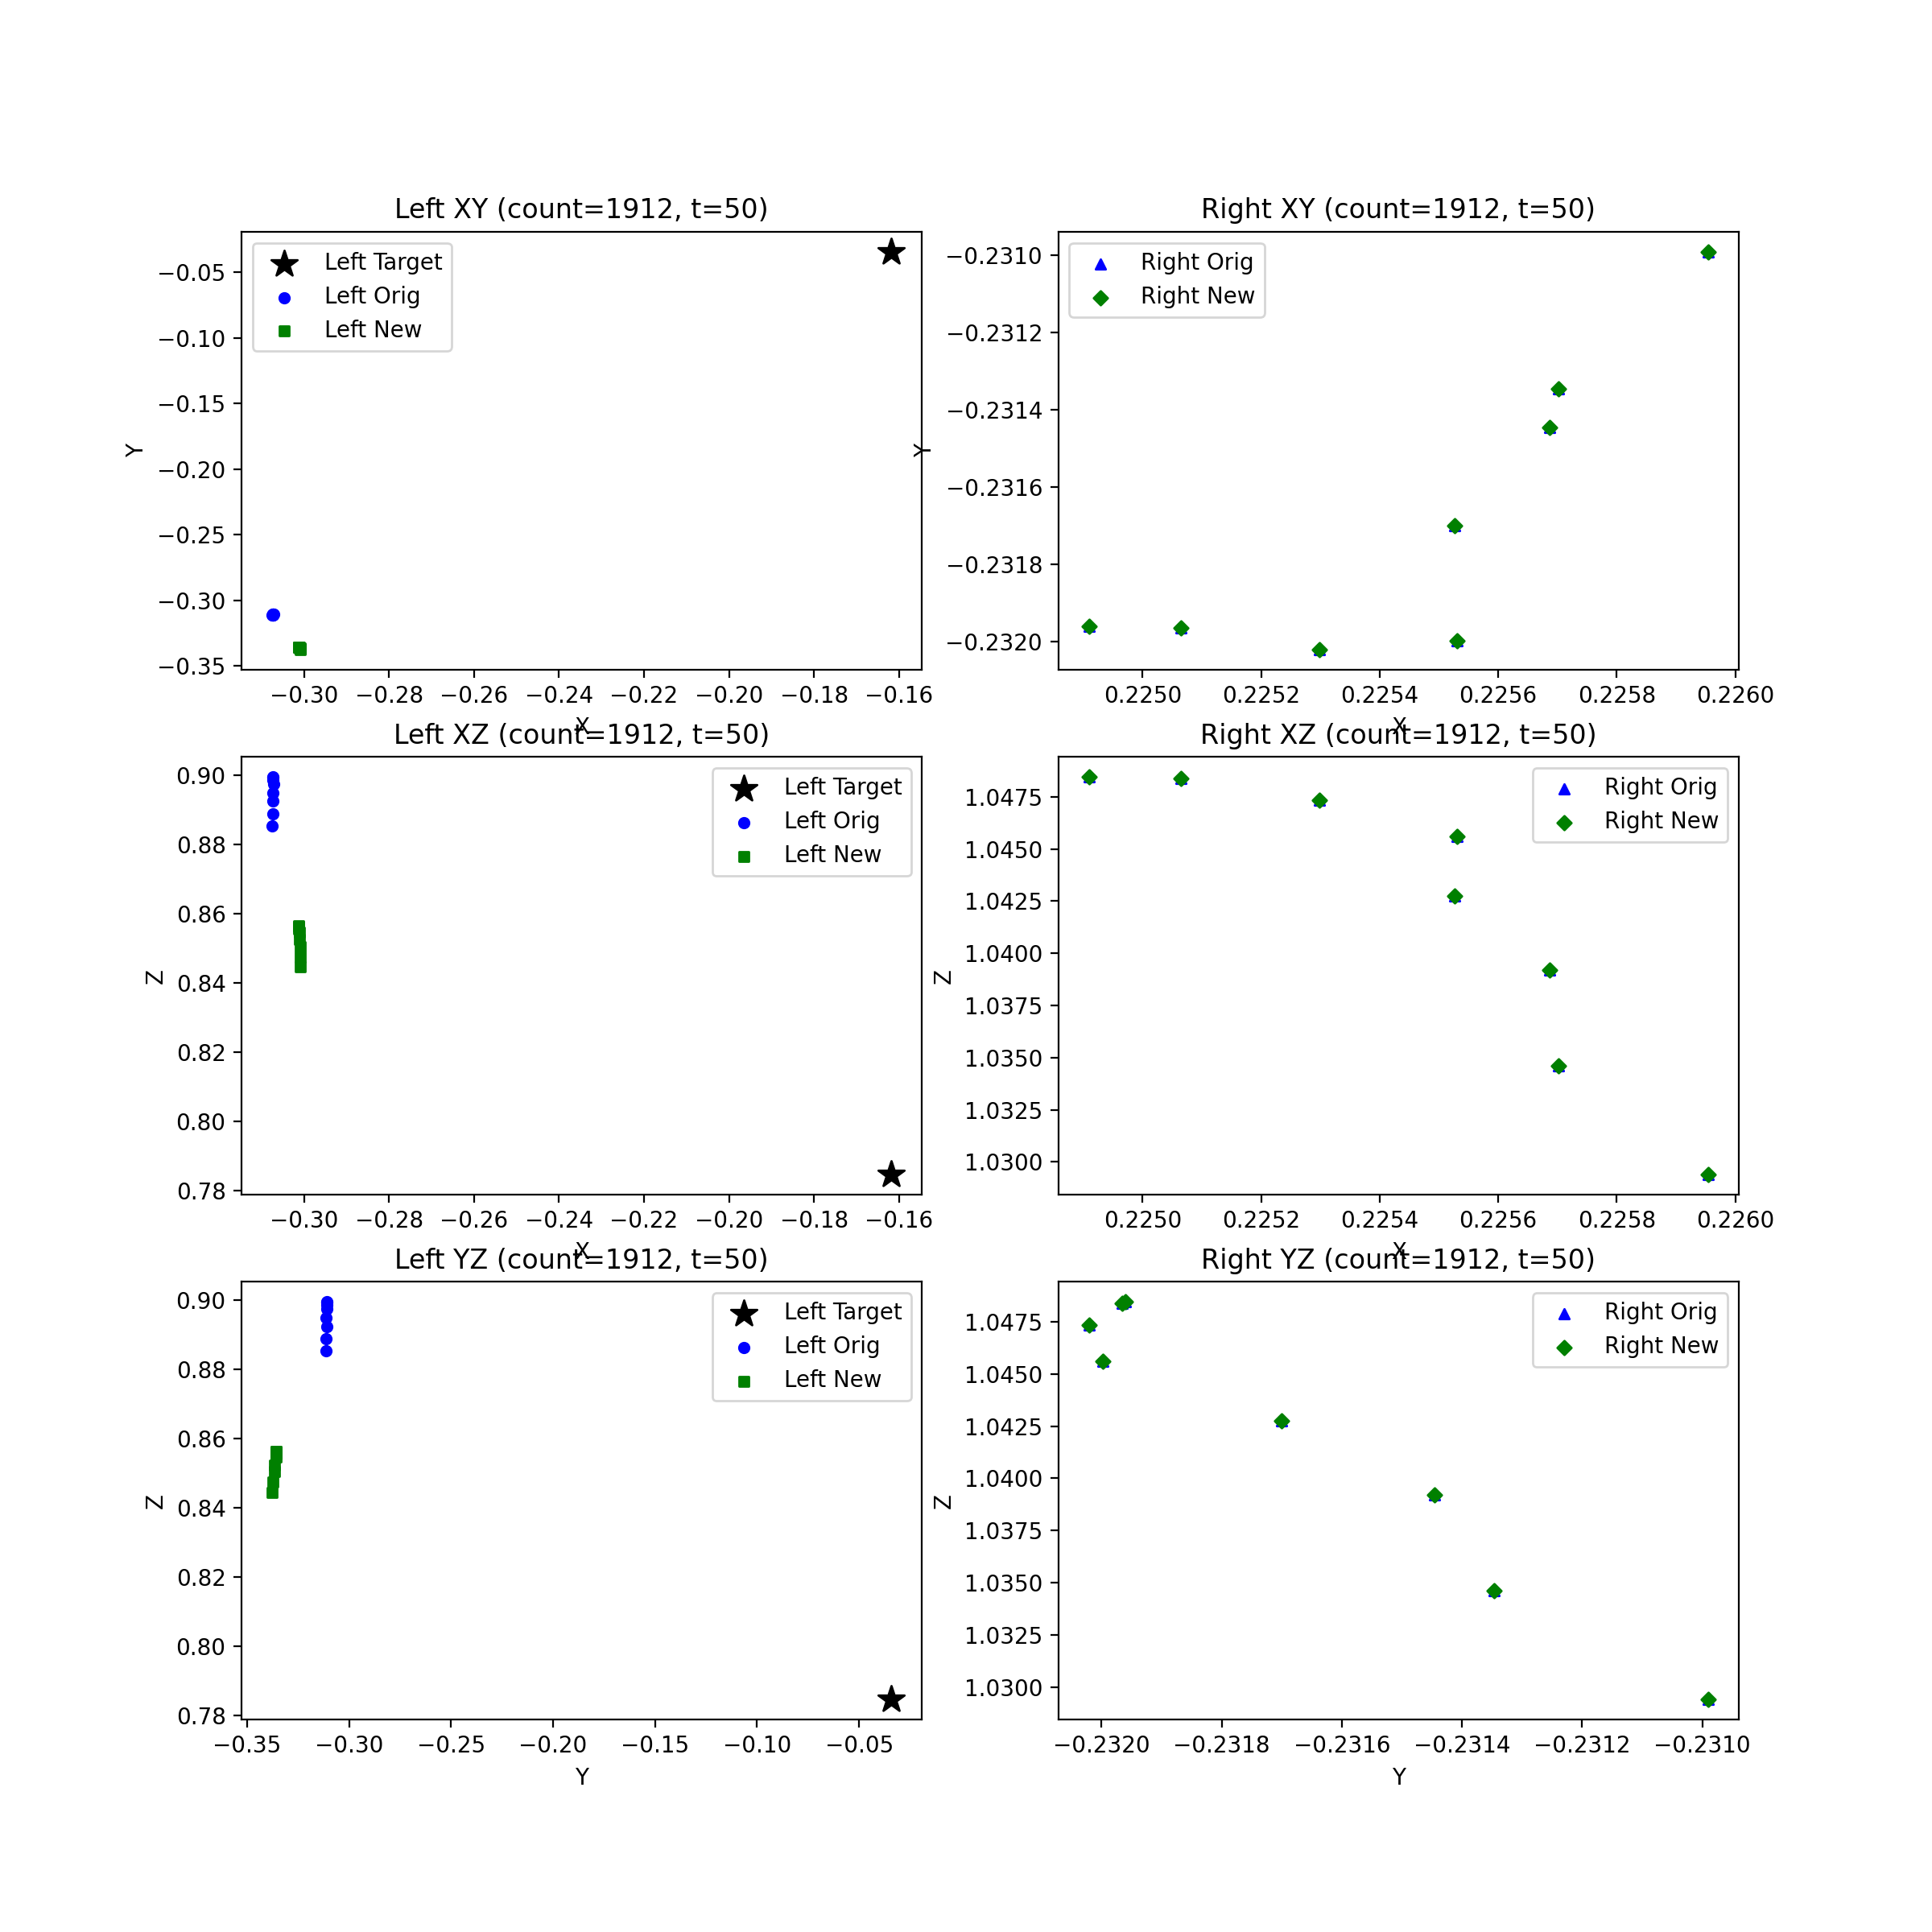 Left XY (count=1912, t=50)
Left Target
Left Orig
Left New
−0.05
−0.10
−0.15
−0.20
−0.25
−0.30
−0.35
Y
−0.30 −0.28 −0.26 −0.24 −0.22 −0.20 −0.18 −0.16
X
Right XY (count=1912, t=50)
Right Orig
Right New
−0.2310
−0.2312
−0.2314
−0.2316
−0.2318
−0.2320
Y
0.2250 0.2252 0.2254 0.2256 0.2258 0.2260
X
Left XZ (count=1912, t=50)
Left Target
Left Orig
Left New
0.90
0.88
0.86
0.84
0.82
0.80
0.78
Z
−0.30 −0.28 −0.26 −0.24 −0.22 −0.20 −0.18 −0.16
X
Right XZ (count=1912, t=50)
Right Orig
Right New
1.0475
1.0450
1.0425
1.0400
1.0375
1.0350
1.0325
1.0300
Z
0.2250 0.2252 0.2254 0.2256 0.2258 0.2260
X
Left YZ (count=1912, t=50)
Left Target
Left Orig
Left New
0.90
0.88
0.86
0.84
0.82
0.80
0.78
Z
−0.35 −0.30 −0.25 −0.20 −0.15 −0.10 −0.05
Y
Right YZ (count=1912, t=50)
Right Orig
Right New
1.0475
1.0450
1.0425
1.0400
1.0375
1.0350
1.0325
1.0300
Z
−0.2320 −0.2318 −0.2316 −0.2314 −0.2312 −0.2310
Y